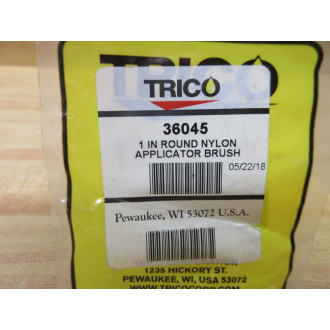 TRICO
TRICO
36045
1 IN ROUND NYLON
APPLICATOR BRUSH
05/22/18
Pewaukee, WI 53072 U.S.A.
1235 HICKORY ST.
PEWAUKEE, WI, USA 53072
WWW.TRICOCORP.COM